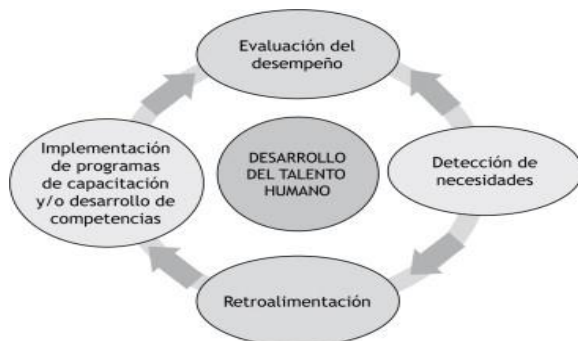 Evaluación del
desempeño
Implementación
de programas
de capacitación
y/o desarrollo de
competencias
DESARROLLO
DEL TALENTO
HUMANO
Detección de
necesidades
Retroalimentación